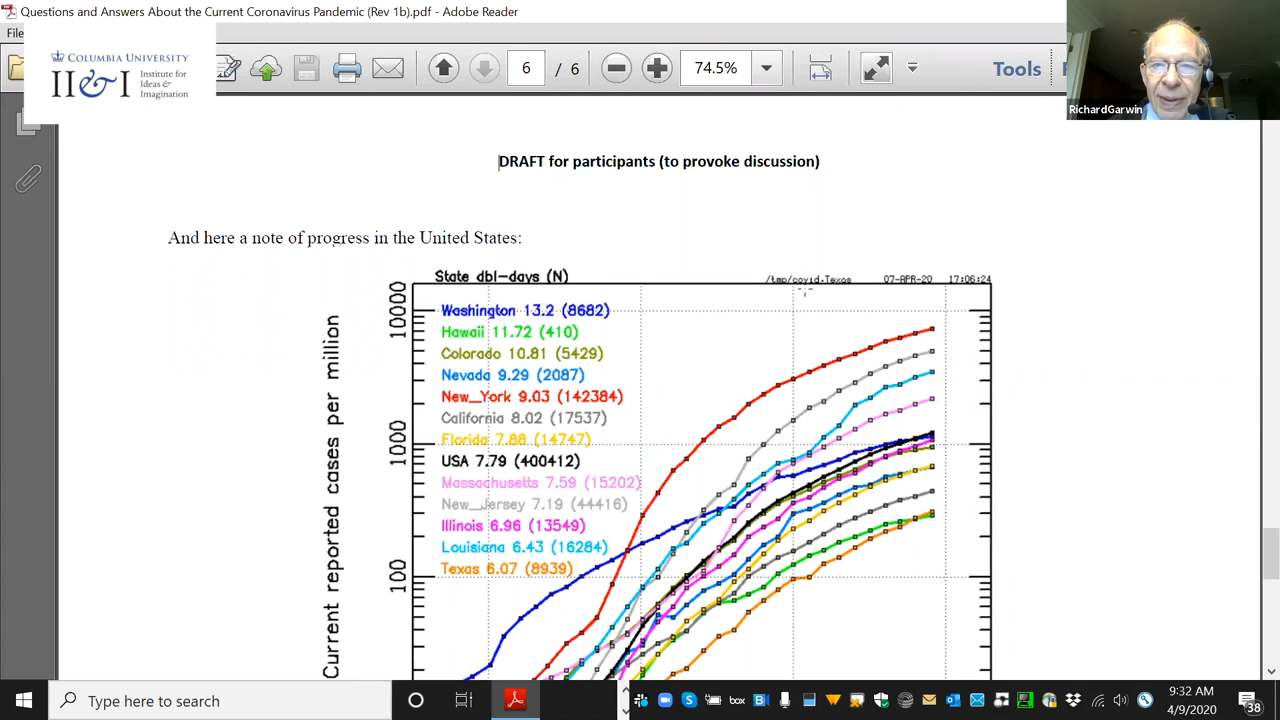 Questions and Answers About the Current Coronavirus Pandemic (Rev 1b).pdf - Adobe Reader
File
COLUMBIA UNIVERSITY
II&I
Institute for
Ideas &
Imagination
6 / 6
74.5%
Tools
RichardGarwin
DRAFT for participants (to provoke discussion)
And here a note of progress in the United States:
State dbl-days (N)
/tmp/covid.Texas 07-APR-20 17:06:24
Current reported cases per million
10000
1000
100
Washington 13.2 (8682)
Hawaii 11.72 (410)
Colorado 10.81 (5429)
Nevada 9.29 (2087)
New_York 9.03 (142384)
California 8.02 (17537)
Florida 7.88 (14747)
USA 7.79 (400412)
Massachusetts 7.59 (15202)
New_Jersey 7.19 (44416)
Illinois 6.96 (13549)
Louisiana 6.43 (16284)
Texas 6.07 (8939)
Type here to search
box
9:32 AM
4/9/2020
38